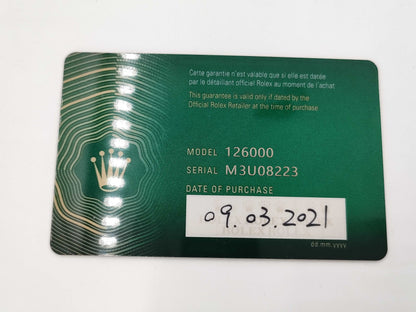 Cette garantie n'est valable que si elle est datée
par le détaillant officiel Rolex au moment de l'achat.
This guarantee is valid only if dated by the
Official Rolex Retailer at the time of purchase
MODEL 126000
SERIAL M3U08223
DATE OF PURCHASE
09.03.2021
dd.mm.yyyy